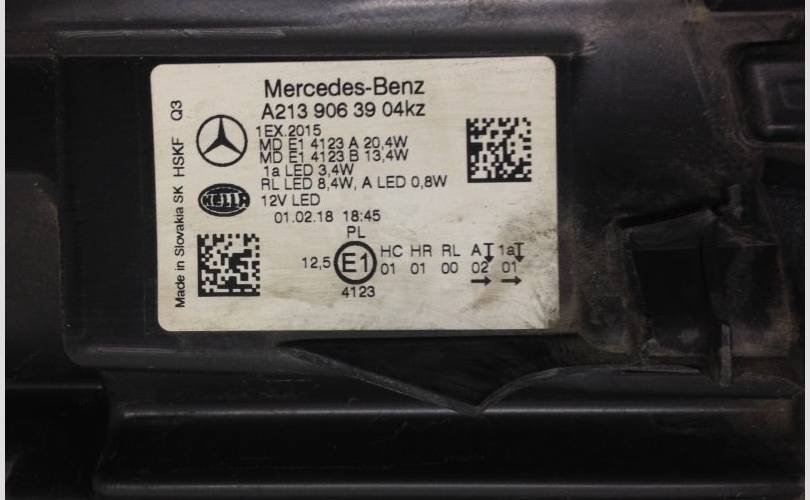 Mercedes-Benz
A213 906 39 04kz
1EX.2015
MD E1 4123 A 20,4W
MD E1 4123 B 13,4W
1a LED 3,4W
RL LED 8,4W, A LED 0,8W
12V LED
01.02.18 18:45
PL
HELLA
Made in Slovakia SK HSKF Q3
12,5 E1 HC HR RL A 1a
01 01 00 02 01
4123